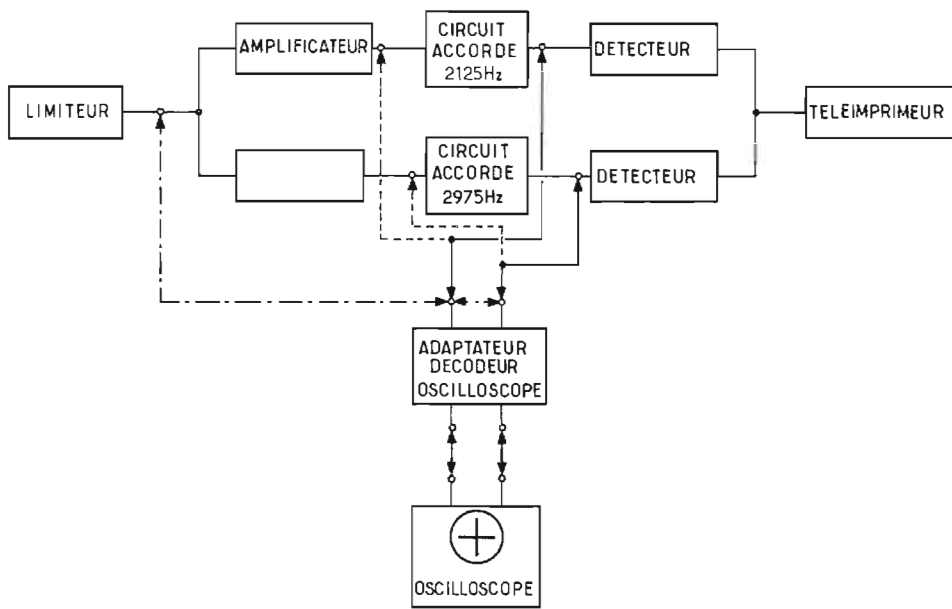 AMPLIFICATEUR
CIRCUIT
ACCORDE
2125Hz
DETECTEUR
LIMITEUR
TELEIMPRIMEUR
CIRCUIT
ACCORDE
2975Hz
DETECTEUR
ADAPTATEUR
DECODEUR
OSCILLOSCOPE
OSCILLOSCOPE